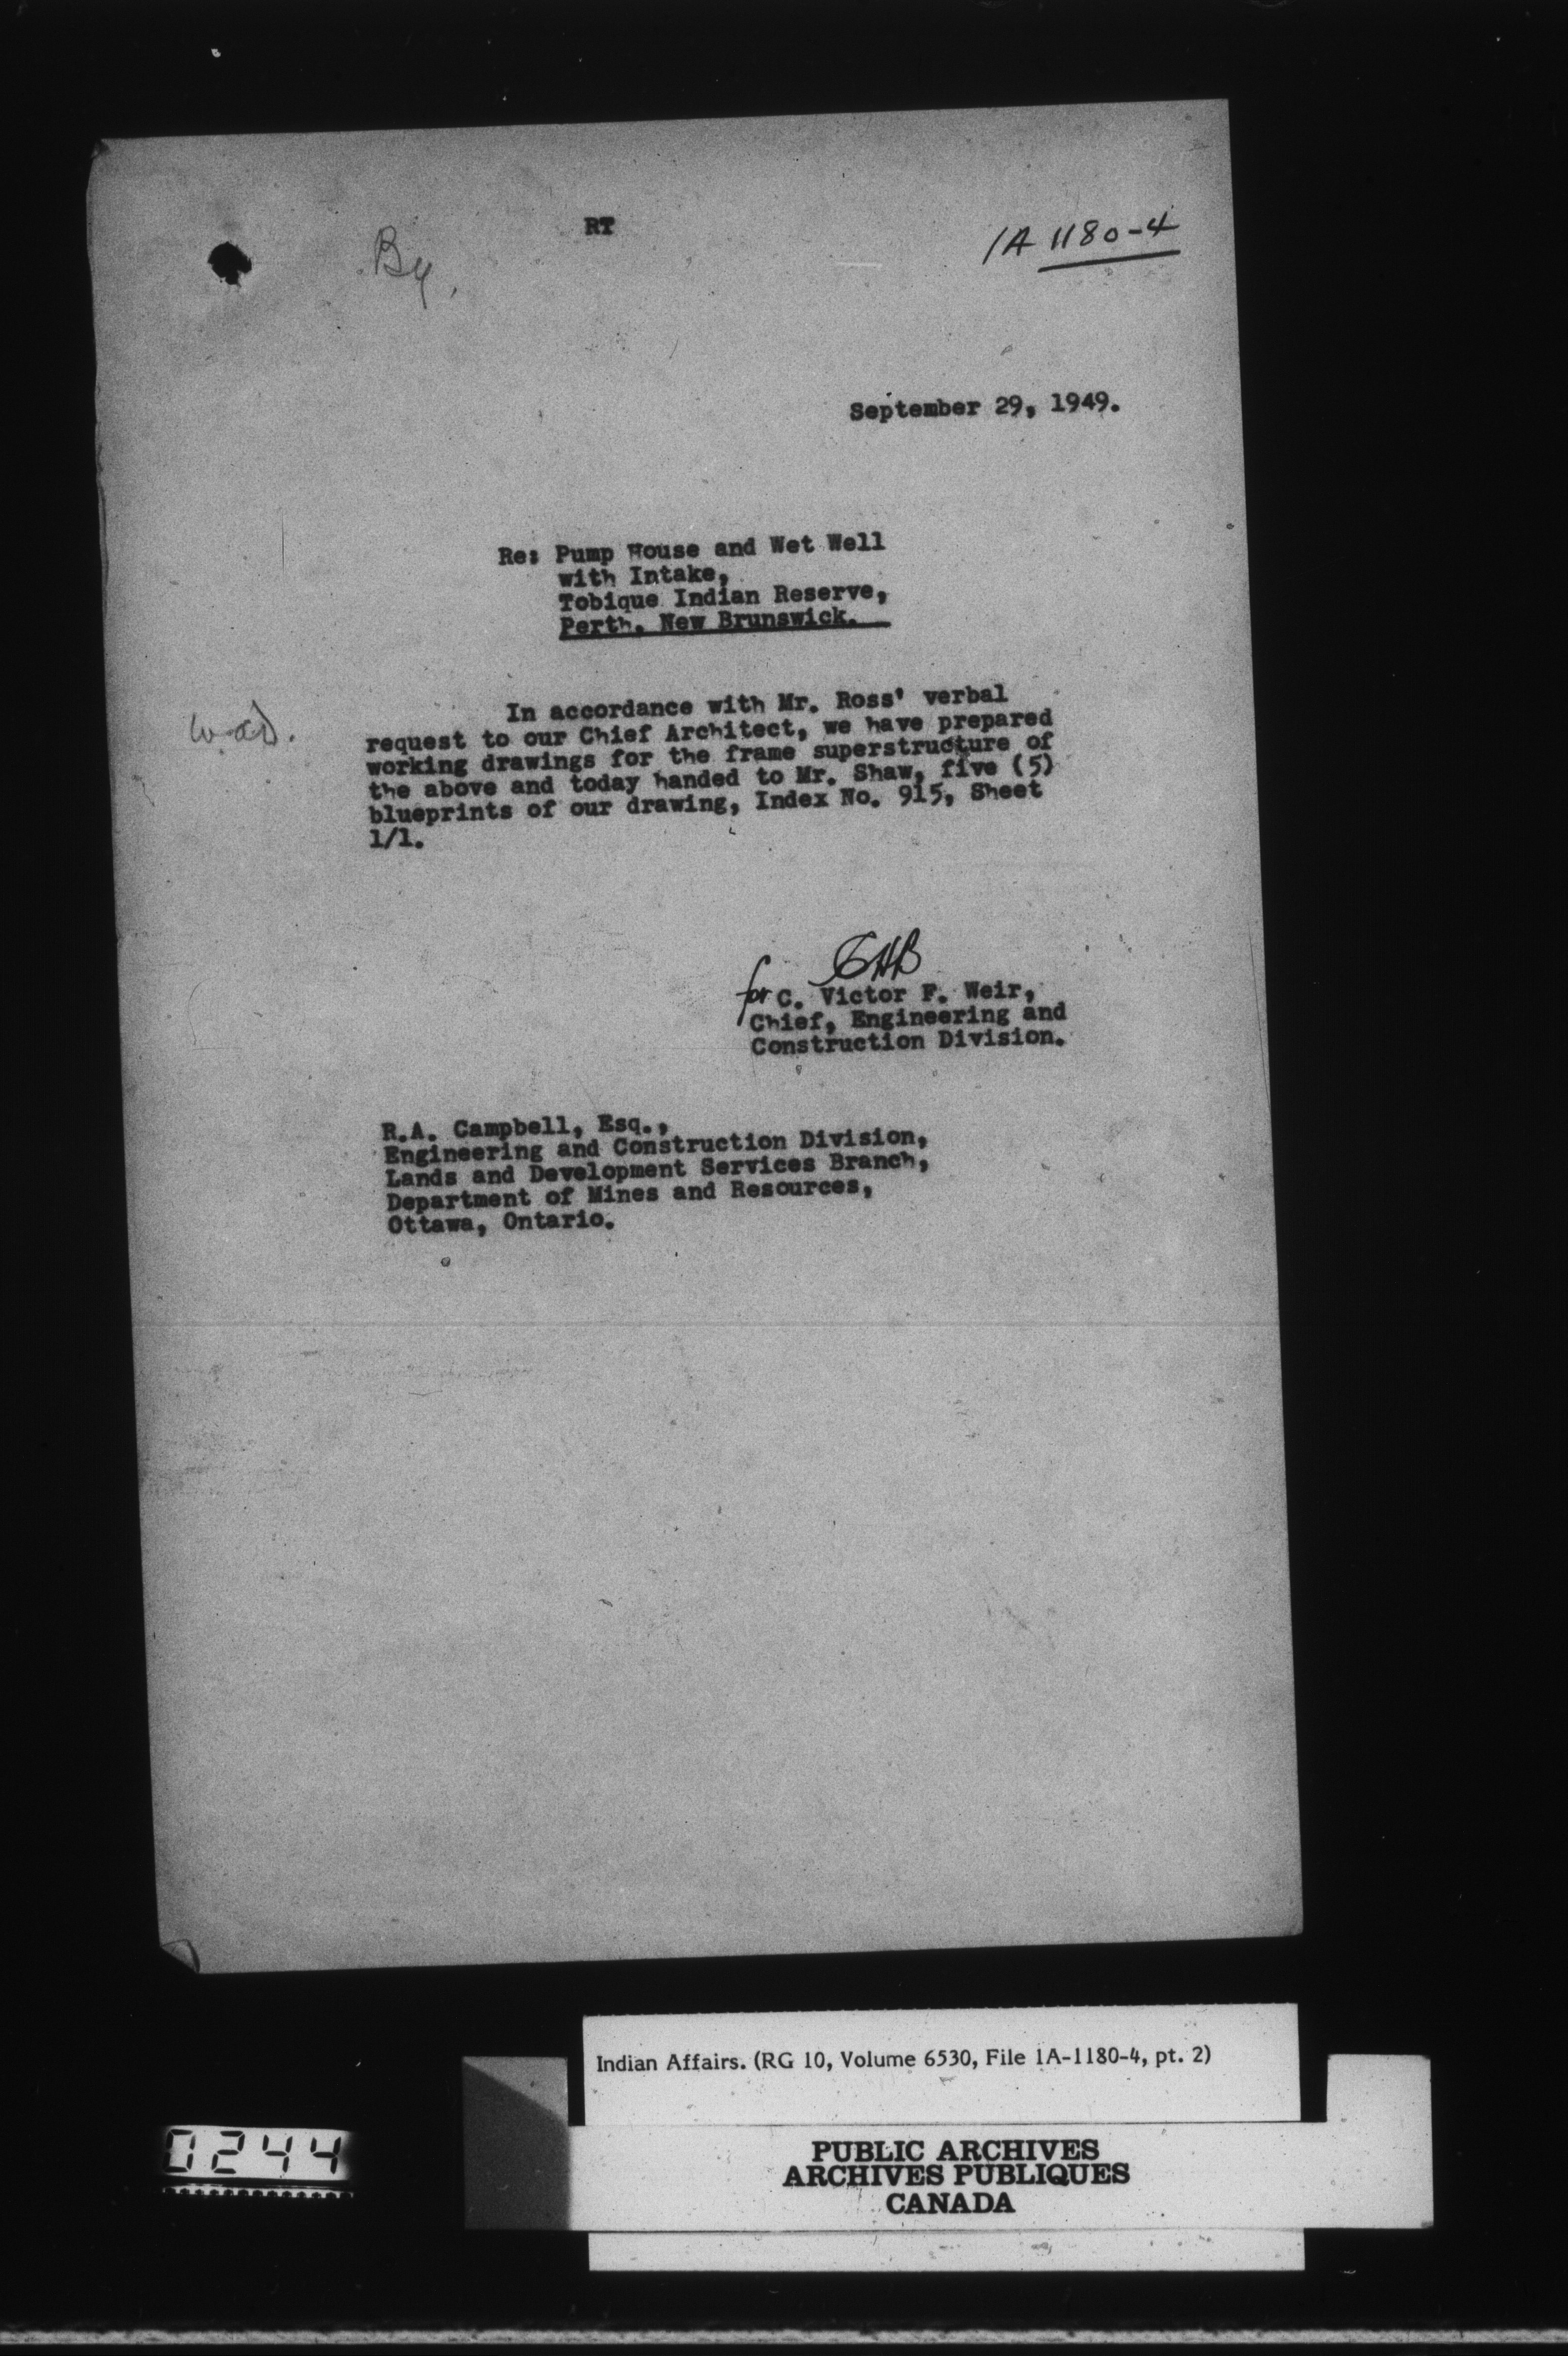 RT
By,
1A 1180-4
September 29, 1949.
Re: Pump House and Wet Well
with Intake,
Tobique Indian Reserve,
Perth, New Brunswick.
In accordance with Mr. Ross' verbal
request to our Chief Architect, we have prepared
working drawings for the frame superstructure of
the above and today handed to Mr. Shaw, five (5)
blueprints of our drawing, Index No. 915, Sheet
1/1.
for C. Victor F. Weir,
Chief, Engineering and
Construction Division.
R.A. Campbell, Esq.,
Engineering and Construction Division,
Lands and Development Services Branch,
Department of Mines and Resources,
Ottawa, Ontario.
Indian Affairs. (RG 10, Volume 6530, File 1A-1180-4, pt. 2)
0244
PUBLIC ARCHIVES
ARCHIVES PUBLIQUES
CANADA